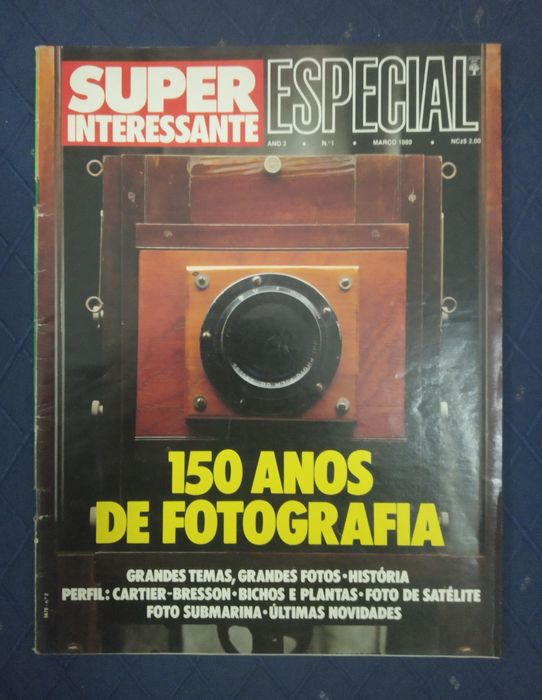 SUPER
INTERESSANTE
ESPECIAL
ANO 3 • N.º 1 • MARÇO 1989 • NCz$ 2,00
150 ANOS
DE FOTOGRAFIA
GRANDES TEMAS, GRANDES FOTOS · HISTÓRIA
PERFIL: CARTIER-BRESSON · BICHOS E PLANTAS · FOTO DE SATÉLITE
FOTO SUBMARINA · ÚLTIMAS NOVIDADES